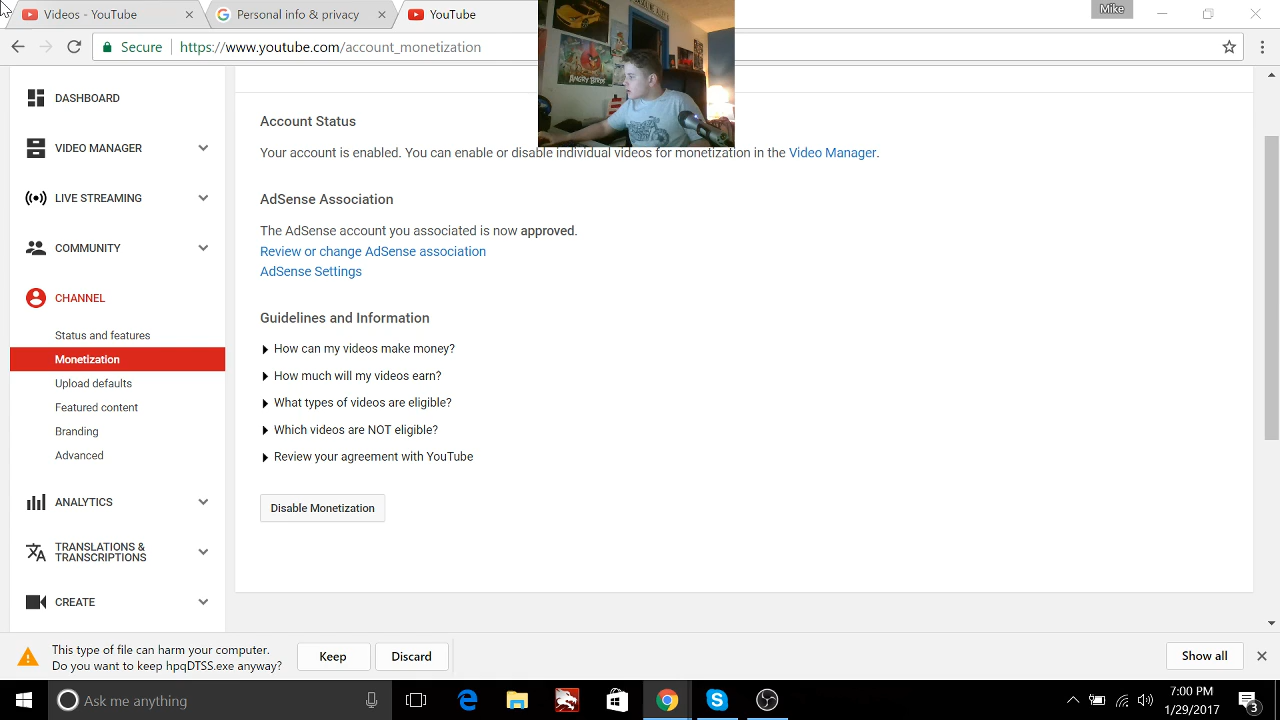 Videos - YouTube
Personal info & privacy
YouTube
Mike
Secure
https://www.youtube.com/account_monetization
ANGRY BIRDS
DASHBOARD
VIDEO MANAGER
LIVE STREAMING
COMMUNITY
CHANNEL
Status and features
Monetization
Upload defaults
Featured content
Branding
Advanced
ANALYTICS
TRANSLATIONS &
TRANSCRIPTIONS
CREATE
Account Status
Your account is enabled. You can enable or disable individual videos for monetization in the Video Manager.
AdSense Association
The AdSense account you associated is now approved.
Review or change AdSense association
AdSense Settings
Guidelines and Information
How can my videos make money?
How much will my videos earn?
What types of videos are eligible?
Which videos are NOT eligible?
Review your agreement with YouTube
Disable Monetization
This type of file can harm your computer.
Do you want to keep hpqDTSS.exe anyway?
Keep
Discard
Show all
Ask me anything
7:00 PM
1/29/2017
3